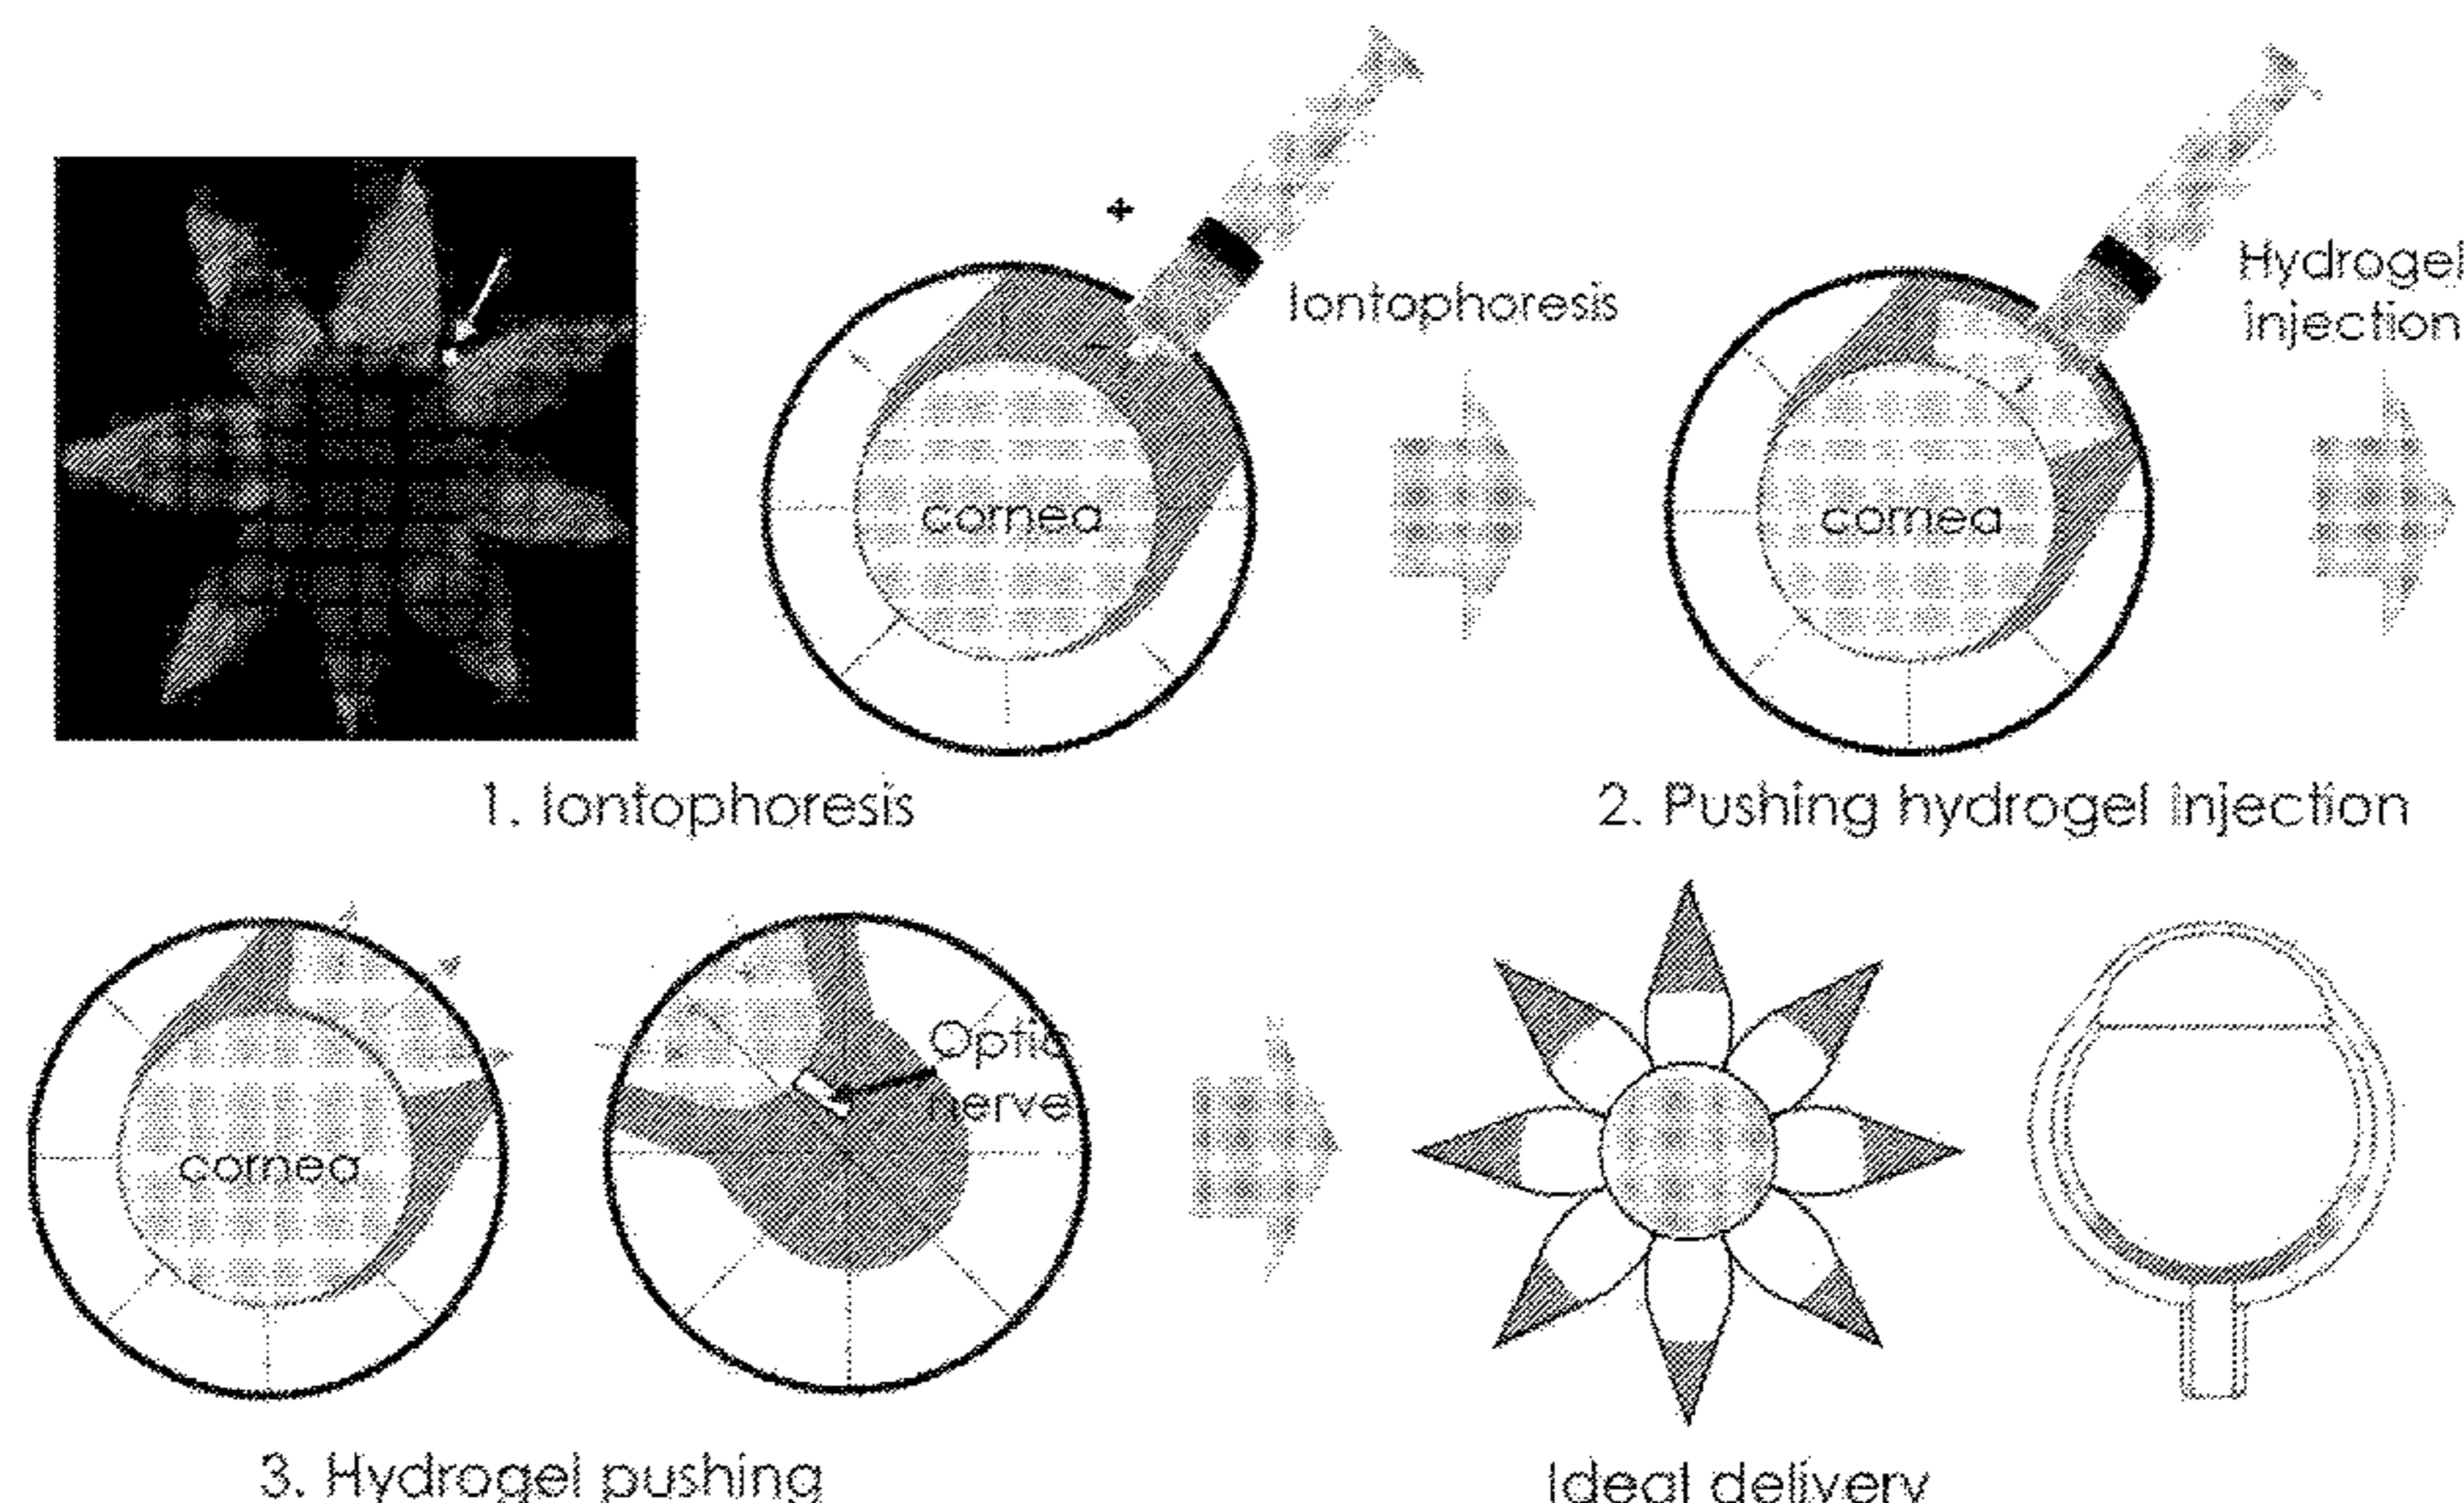 +
Iontophoresis
Hydrogel
injection
-
cornea
cornea
1. Iontophoresis
2. Pushing hydrogel injection
Optic
nerve
cornea
3. Hydrogel pushing
Ideal delivery